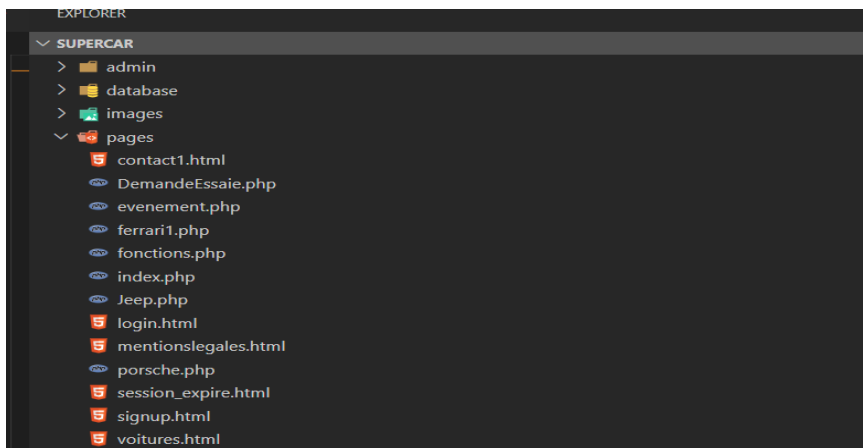 EXPLORER
SUPERCAR
admin
database
images
pages
contact1.html
DemandeEssaie.php
evenement.php
ferrari1.php
fonctions.php
index.php
Jeep.php
login.html
mentionslegales.html
porsche.php
session_expire.html
signup.html
voitures.html